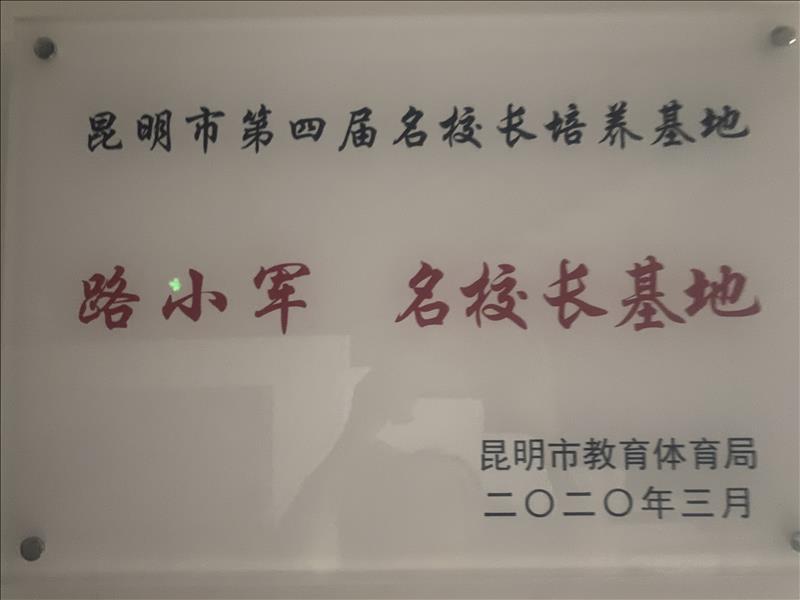 昆明市第四届名校长培养基地
路小军 名校长基地
昆明市教育体育局
二〇二〇年三月